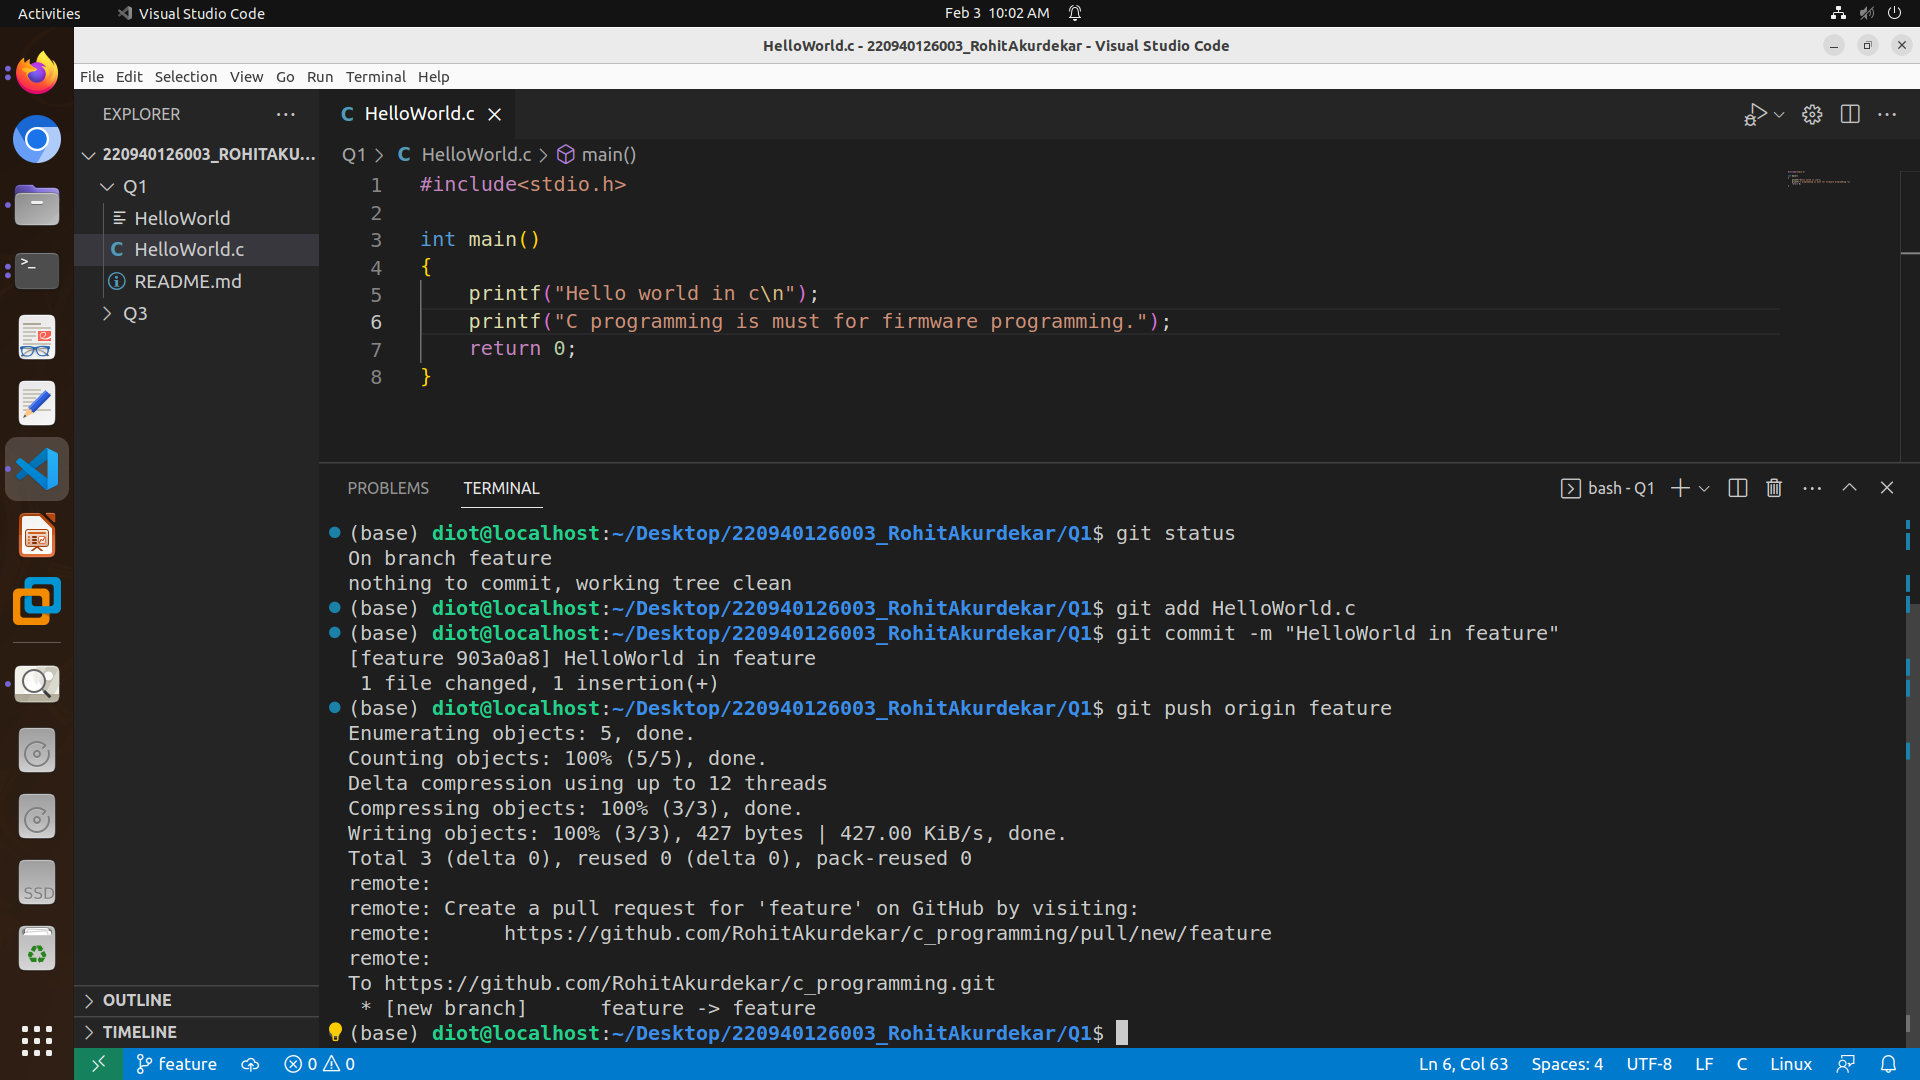 Activities
Visual Studio Code
Feb 3 10:02 AM
HelloWorld.c - 220940126003_RohitAkurdekar - Visual Studio Code
File Edit Selection View Go Run Terminal Help
EXPLORER
220940126003_ROHITAKU...
Q1
HelloWorld
C HelloWorld.c
README.md
Q3
OUTLINE
TIMELINE
C HelloWorld.c
Q1 > C HelloWorld.c > main()
1 #include<stdio.h>
2
3 int main()
4 {
5 printf("Hello world in c\n");
6 printf("C programming is must for firmware programming.");
7 return 0;
8 }
PROBLEMS TERMINAL
bash - Q1
(base) diot@localhost:~/Desktop/220940126003_RohitAkurdekar/Q1$ git status
On branch feature
nothing to commit, working tree clean
(base) diot@localhost:~/Desktop/220940126003_RohitAkurdekar/Q1$ git add HelloWorld.c
(base) diot@localhost:~/Desktop/220940126003_RohitAkurdekar/Q1$ git commit -m "HelloWorld in feature"
[feature 903a0a8] HelloWorld in feature
1 file changed, 1 insertion(+)
(base) diot@localhost:~/Desktop/220940126003_RohitAkurdekar/Q1$ git push origin feature
Enumerating objects: 5, done.
Counting objects: 100% (5/5), done.
Delta compression using up to 12 threads
Compressing objects: 100% (3/3), done.
Writing objects: 100% (3/3), 427 bytes | 427.00 KiB/s, done.
Total 3 (delta 0), reused 0 (delta 0), pack-reused 0
remote:
remote: Create a pull request for 'feature' on GitHub by visiting:
remote: https://github.com/RohitAkurdekar/c_programming/pull/new/feature
remote:
To https://github.com/RohitAkurdekar/c_programming.git
* [new branch] feature -> feature
(base) diot@localhost:~/Desktop/220940126003_RohitAkurdekar/Q1$
SSD
feature 0 0
Ln 6, Col 63 Spaces: 4 UTF-8 LF C Linux